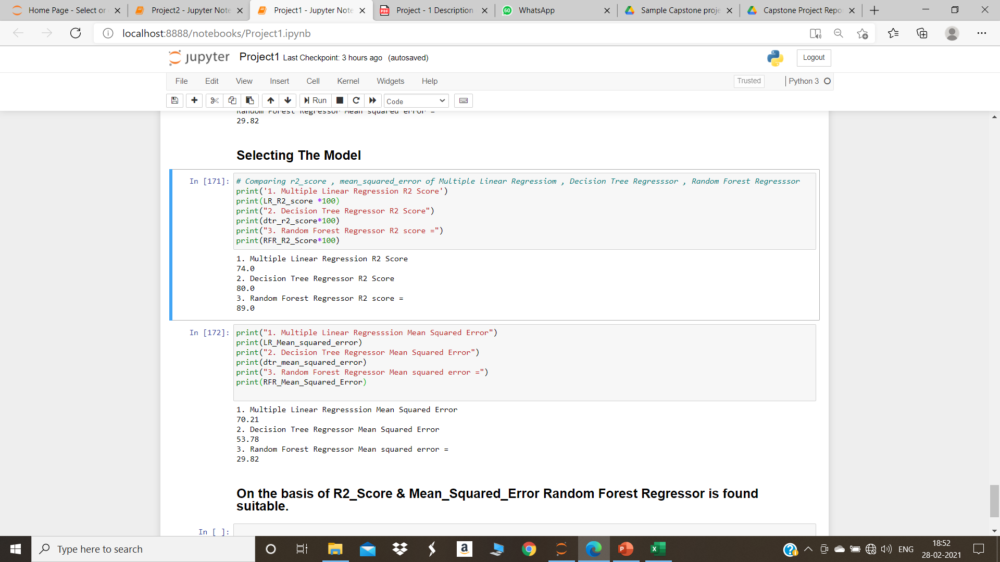 Home Page - Select or
Project2 - Jupyter Note
Project1 - Jupyter Note
PDF
Project - 1 Description
60
WhatsApp
Sample Capstone proje
Capstone Project Repo
localhost:8888/notebooks/Project1.ipynb
jupyter
Project1 Last Checkpoint: 3 hours ago (autosaved)
Logout
File
Edit
View
Insert
Cell
Kernel
Widgets
Help
Trusted
Python 3
Run
Code
Random Forest Regressor Mean squared error =
29.82
Selecting The Model
In [171]:
# Comparing r2_score , mean_squared_error of Multiple Linear Regressiom , Decision Tree Regresssor , Random Forest Regresssor
print('1. Multiple Linear Regression R2 Score')
print(LR_R2_score *100)
print("2. Decision Tree Regressor R2 Score")
print(dtr_r2_score*100)
print("3. Random Forest Regressor R2 score =")
print(RFR_R2_Score*100)
1. Multiple Linear Regression R2 Score
74.0
2. Decision Tree Regressor R2 Score
80.0
3. Random Forest Regressor R2 score =
89.0
In [172]:
print("1. Multiple Linear Regresssion Mean Squared Error")
print(LR_Mean_squared_error)
print("2. Decision Tree Regressor Mean Squared Error")
print(dtr_mean_squared_error)
print("3. Random Forest Regressor Mean squared error =")
print(RFR_Mean_Squared_Error)
1. Multiple Linear Regresssion Mean Squared Error
70.21
2. Decision Tree Regressor Mean Squared Error
53.78
3. Random Forest Regressor Mean squared error =
29.82
On the basis of R2_Score & Mean_Squared_Error Random Forest Regressor is found
suitable.
In [ ]:
Type here to search
ENG
18:52
28-02-2021